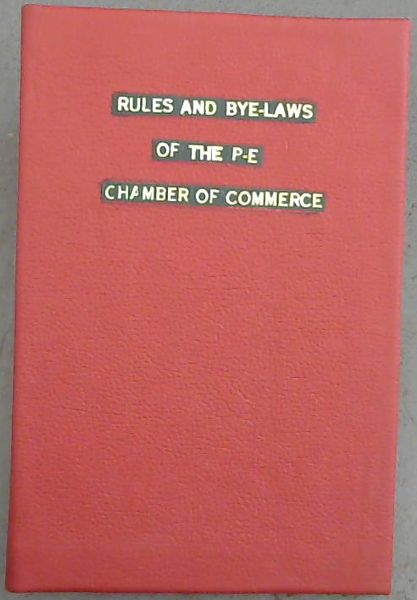 RULES AND BYE-LAWS
OF THE P-E
CHAMBER OF COMMERCE